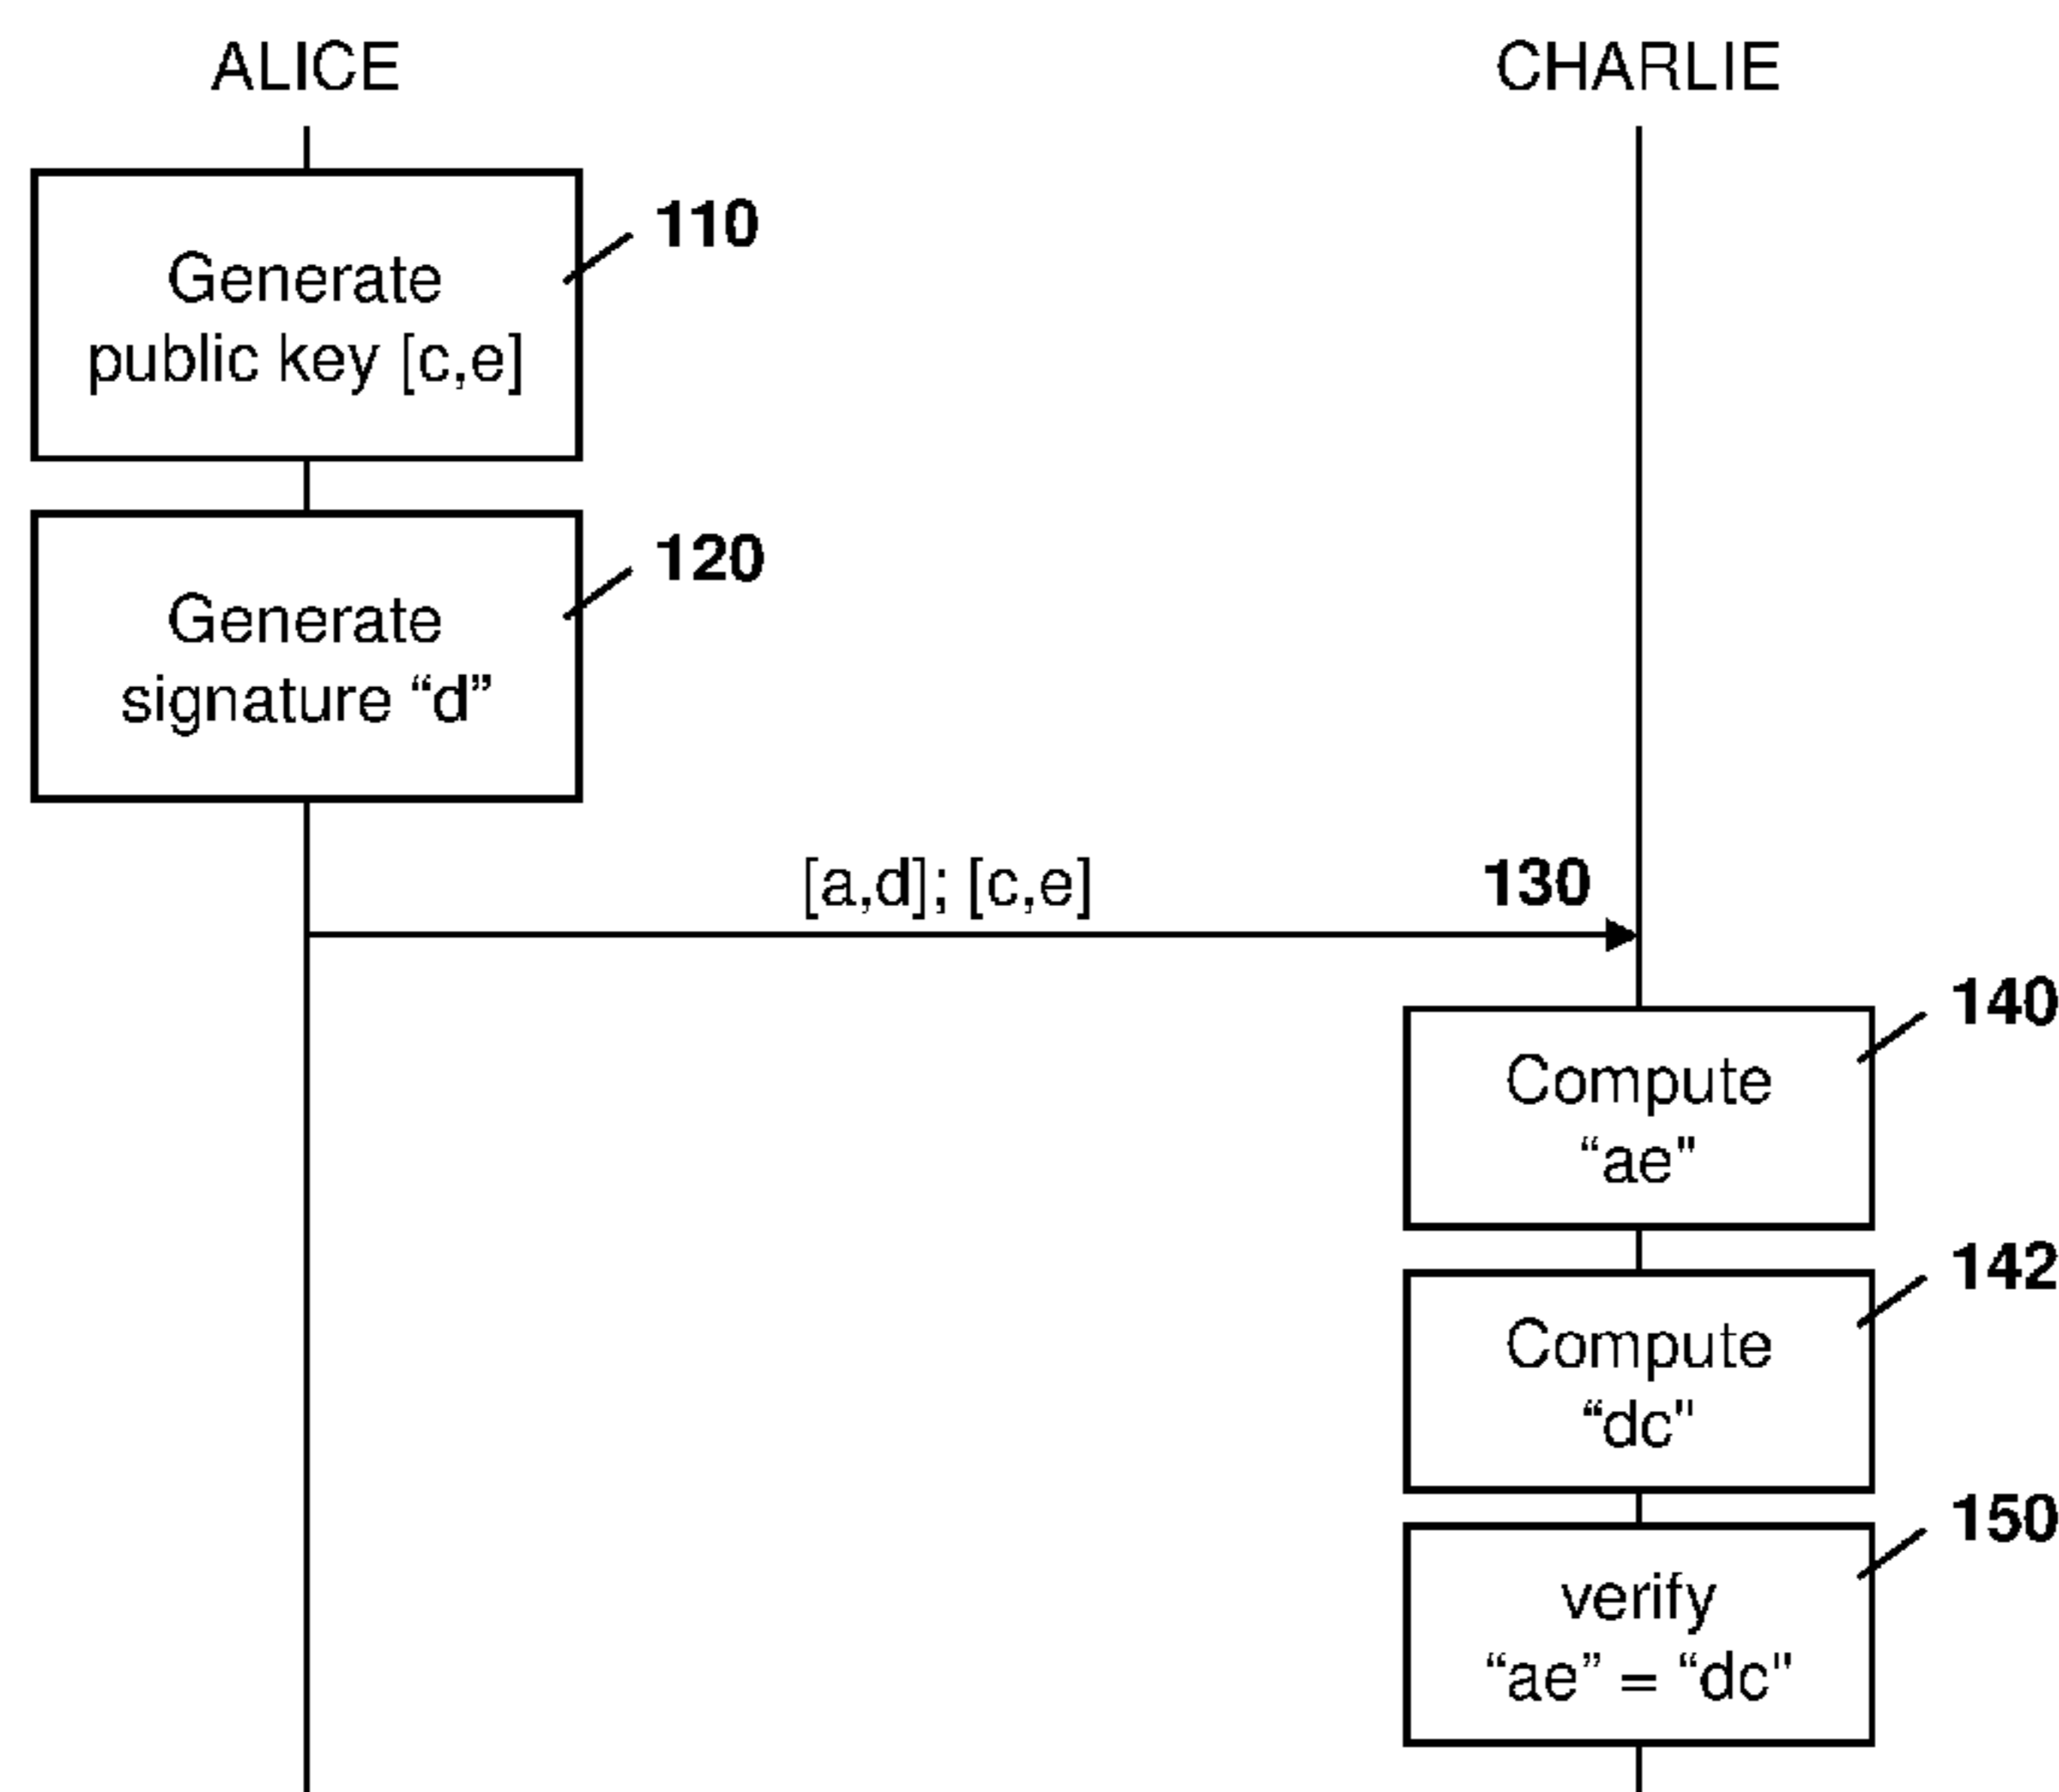 ALICE
CHARLIE
110
Generate
public key [c,e]
120
Generate
signature “d”
[a,d]; [c,e]
130
140
Compute
“ae"
142
Compute
“dc"
150
verify
“ae” = “dc"